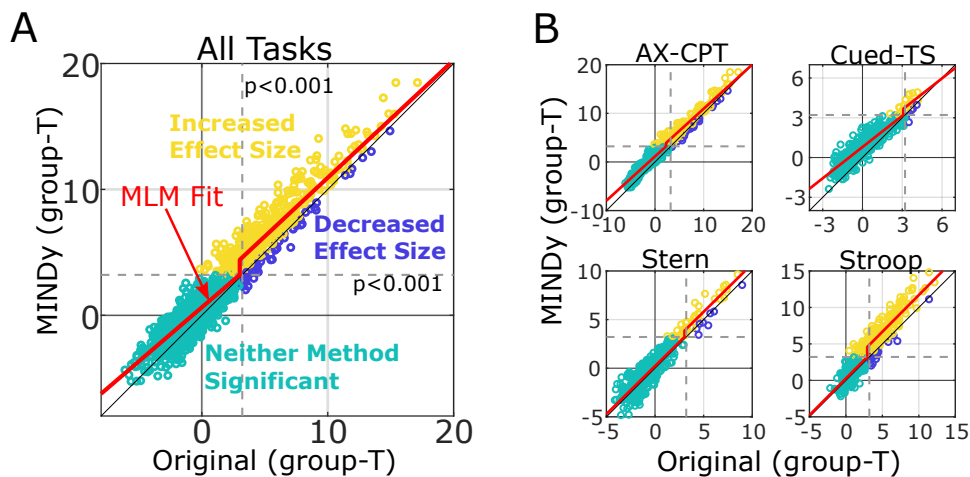 A
All Tasks
20
10
0
MINDy (group-T)
p<0.001
Increased
Effect Size
MLM Fit
Decreased
Effect Size
p<0.001
Neither Method
Significant
0
10
20
Original (group-T)
B
MINDy (group-T)
AX-CPT
20
10
0
-10
-10
0
10
20
Cued-TS
6
3
0
-3
-3
0
3
6
Stern
10
5
0
-5
-5
0
5
10
Stroop
15
10
5
0
-5
-5
0
5
10
15
Original (group-T)